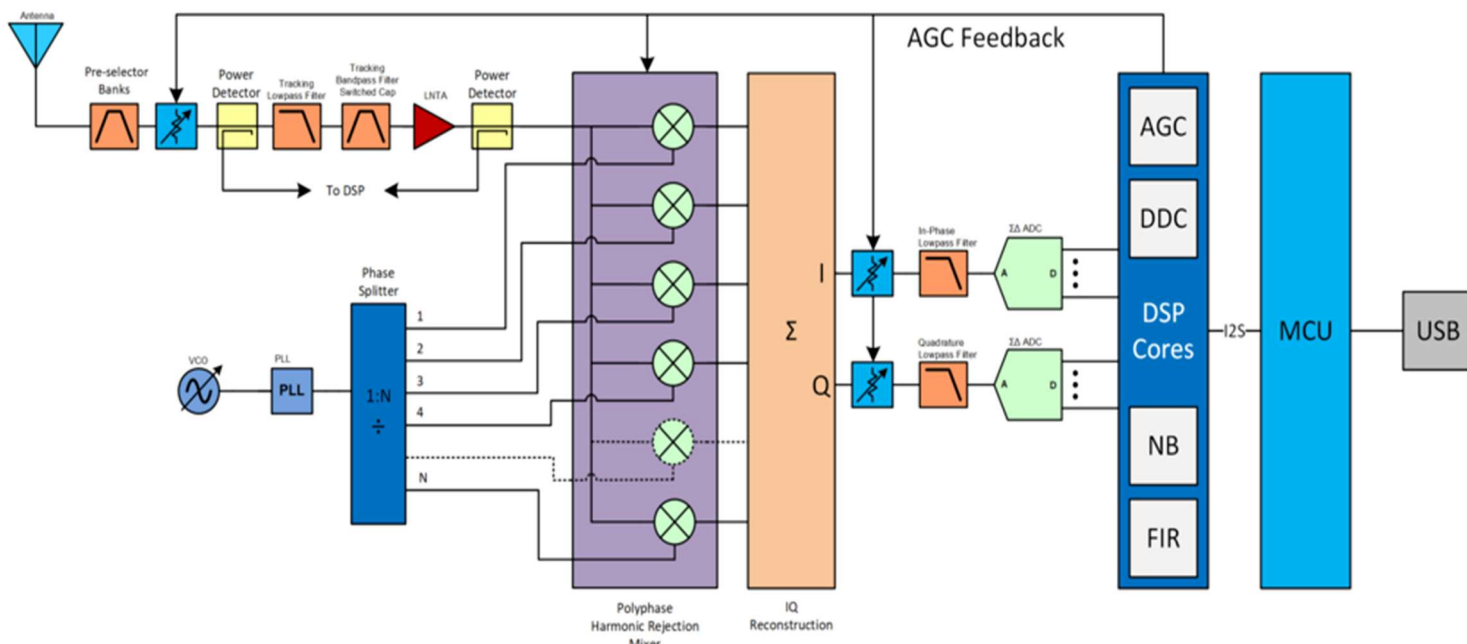 Antenna
AGC Feedback
Pre-selector
Banks
Power
Detector
Tracking
Lowpass Filter
Tracking
Bandpass Filter
Switched Cap
LNTA
Power
Detector
To DSP
Phase
Splitter
VCO
PLL
PLL
1:N
÷
1
2
3
4
N
Polyphase
Harmonic Rejection
Mixer
Σ
I
Q
IQ
Reconstruction
In-Phase
Lowpass Filter
ΣΔ ADC
A
D
Quadrature
Lowpass Filter
ΣΔ ADC
A
D
AGC
DDC
DSP
Cores
NB
FIR
I2S
MCU
USB